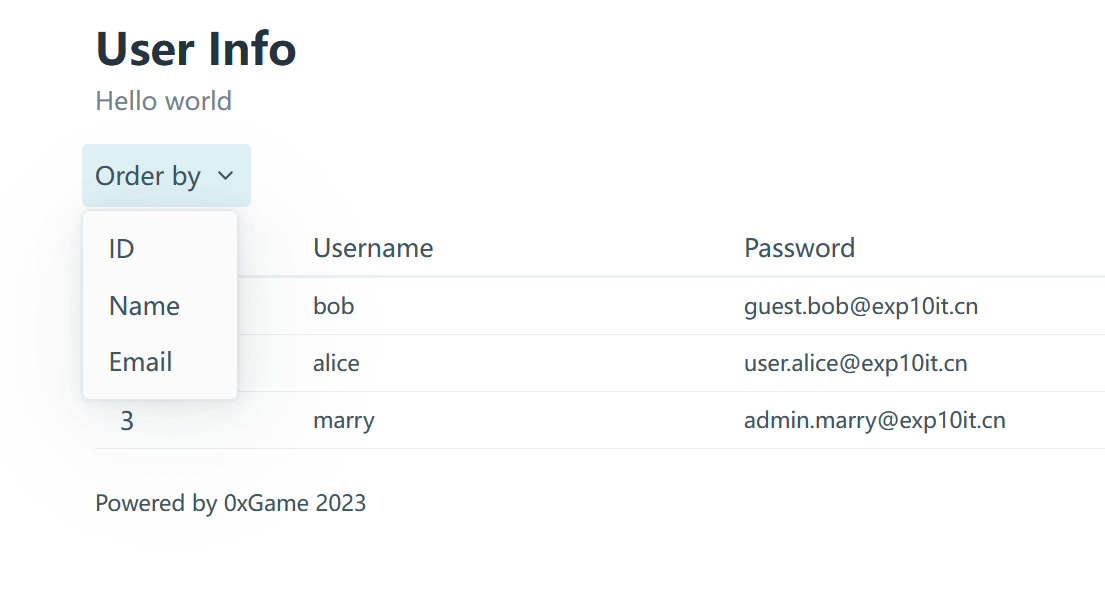 User Info
Hello world
Order by
ID
Name
Email
Username Password
bob guest.bob@exp10it.cn
alice user.alice@exp10it.cn
3 marry admin.marry@exp10it.cn
Powered by 0xGame 2023